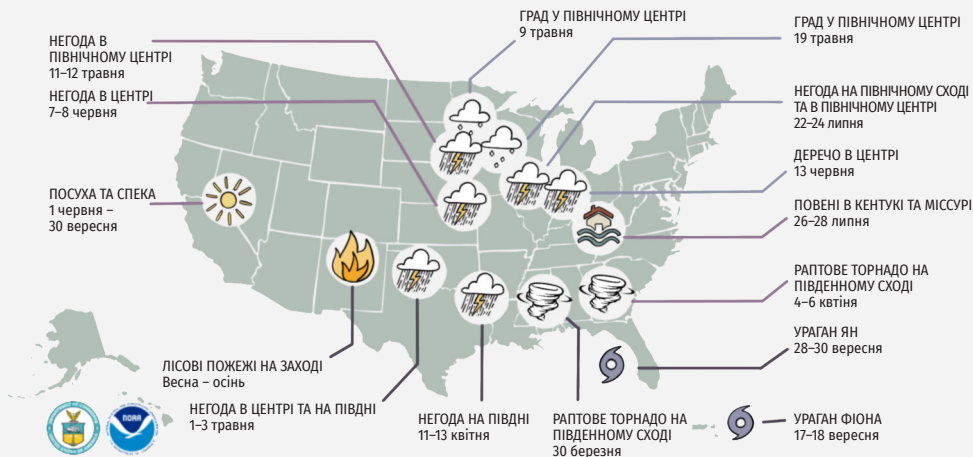 ГРАД У ПІВНІЧНОМУ ЦЕНТРІ
9 травня
ГРАД У ПІВНІЧНОМУ ЦЕНТРІ
19 травня
НЕГОДА В
ПІВНІЧНОМУ ЦЕНТРІ
11–12 травня
НЕГОДА В ЦЕНТРІ
7–8 червня
НЕГОДА НА ПІВНІЧНОМУ СХОДІ
ТА В ПІВНІЧНОМУ ЦЕНТРІ
22–24 липня
ДЕРЕЧО В ЦЕНТРІ
13 червня
ПОСУХА ТА СПЕКА
1 червня –
30 вересня
ПОВЕНІ В КЕНТУКІ ТА МІССУРІ
26–28 липня
РАПТОВЕ ТОРНАДО НА
ПІВДЕННОМУ СХОДІ
4–6 квтіня
УРАГАН ЯН
28–30 вересня
ЛІСОВІ ПОЖЕЖІ НА ЗАХОДІ
Весна – осінь
НЕГОДА В ЦЕНТРІ ТА НА ПІВДНІ
1–3 травня
НЕГОДА НА ПІВДНІ
11–13 квітня
РАПТОВЕ ТОРНАДО НА
ПІВДЕННОМУ СХОДІ
30 березня
УРАГАН ФІОНА
17–18 вересня
NOAA